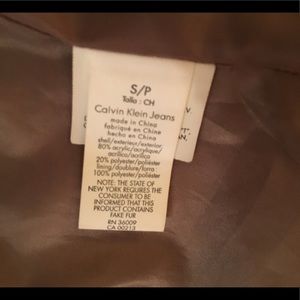 S/P
Talla : CH
Calvin Klein Jeans
made in China
fabriqué en Chine
hecho en China
shell/exterieur/exterior:
80% acrylic/acrylique/
acrilico/acrílico
20% polyester/poliéster
lining/doublure/forro:
100% polyester/poliéster
NOTE: THE STATE OF
NEW YORK REQUIRES THE
CONSUMER TO BE
INFORMED THAT THIS
PRODUCT CONTAINS
FAKE FUR
RN 36009
CA 00213